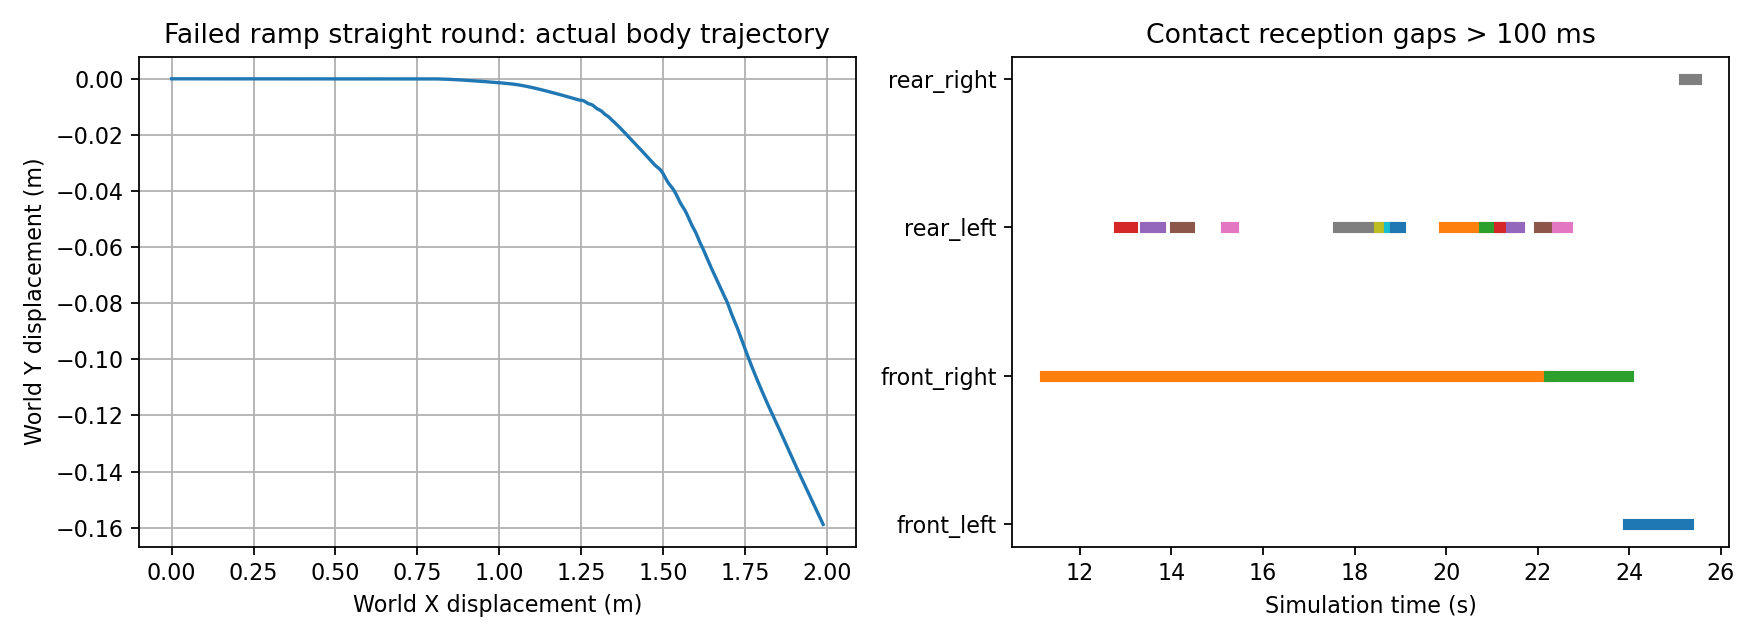 Failed ramp straight round: actual body trajectory
0.00
−0.02
−0.04
−0.06
−0.08
−0.10
−0.12
−0.14
−0.16
World Y displacement (m)
0.00 0.25 0.50 0.75 1.00 1.25 1.50 1.75 2.00
World X displacement (m)
Contact reception gaps > 100 ms
rear_right
rear_left
front_right
front_left
12 14 16 18 20 22 24 26
Simulation time (s)